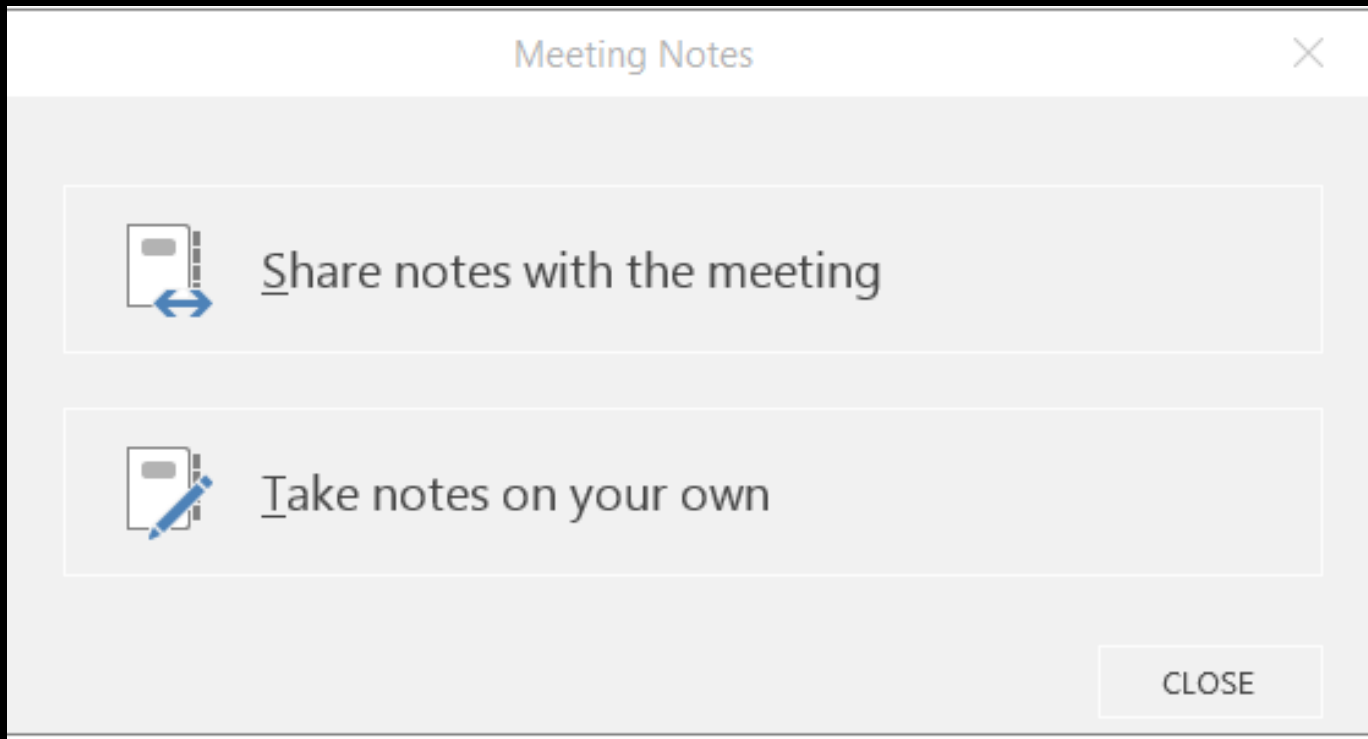 Meeting Notes
Share notes with the meeting
Take notes on your own
CLOSE